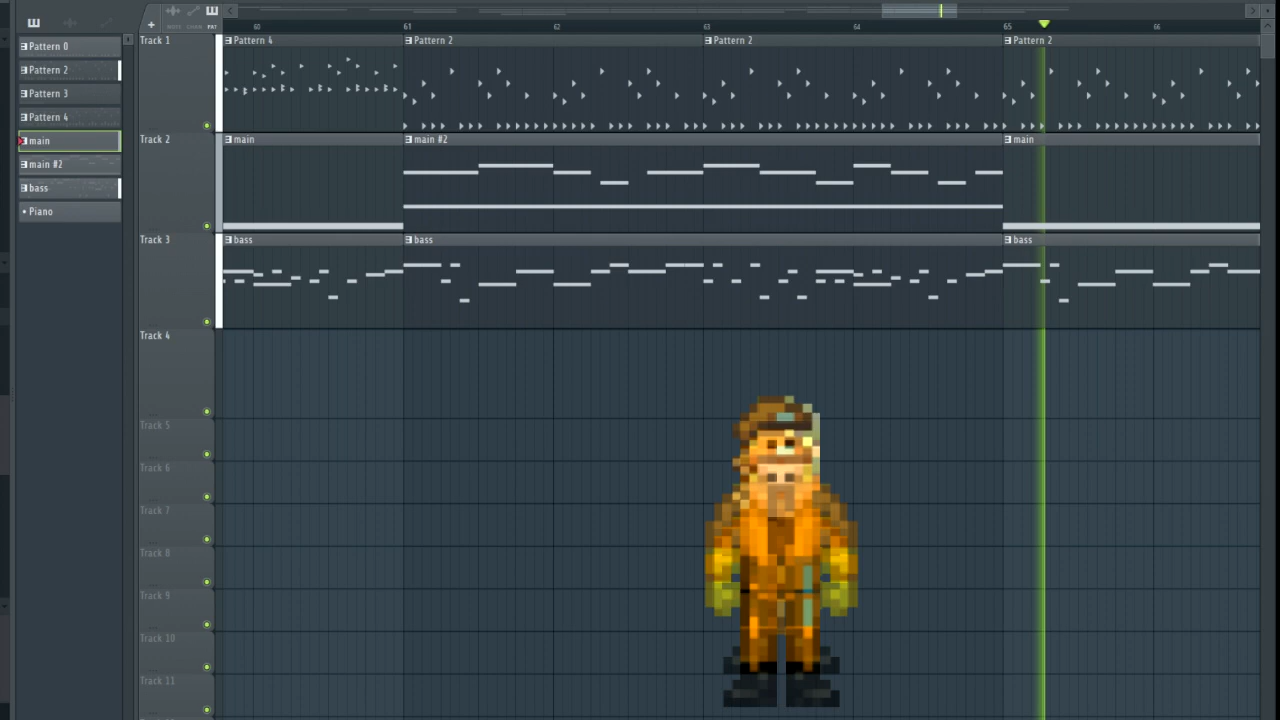 NOTE CHAN PAT
60 61 62 63 64 65 66
Pattern 0
Pattern 2
Pattern 3
Pattern 4
main
main #2
bass
Piano
Track 1
Pattern 4 Pattern 2 Pattern 2 Pattern 2
Track 2
main main #2 main
Track 3
bass bass bass
Track 4
Track 5
Track 6
Track 7
Track 8
Track 9
Track 10
Track 11